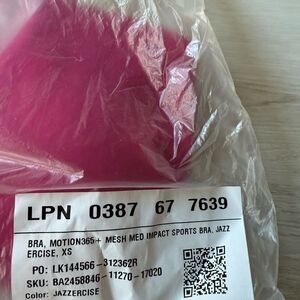 LPN 0387 67 7639
BRA, MOTION365+ MESH MED IMPACT SPORTS BRA, JAZZ
ERCISE, XS
PO: LK144566-312362R
SKU: BA2458846-11270-17020
Color: JAZZERCISE